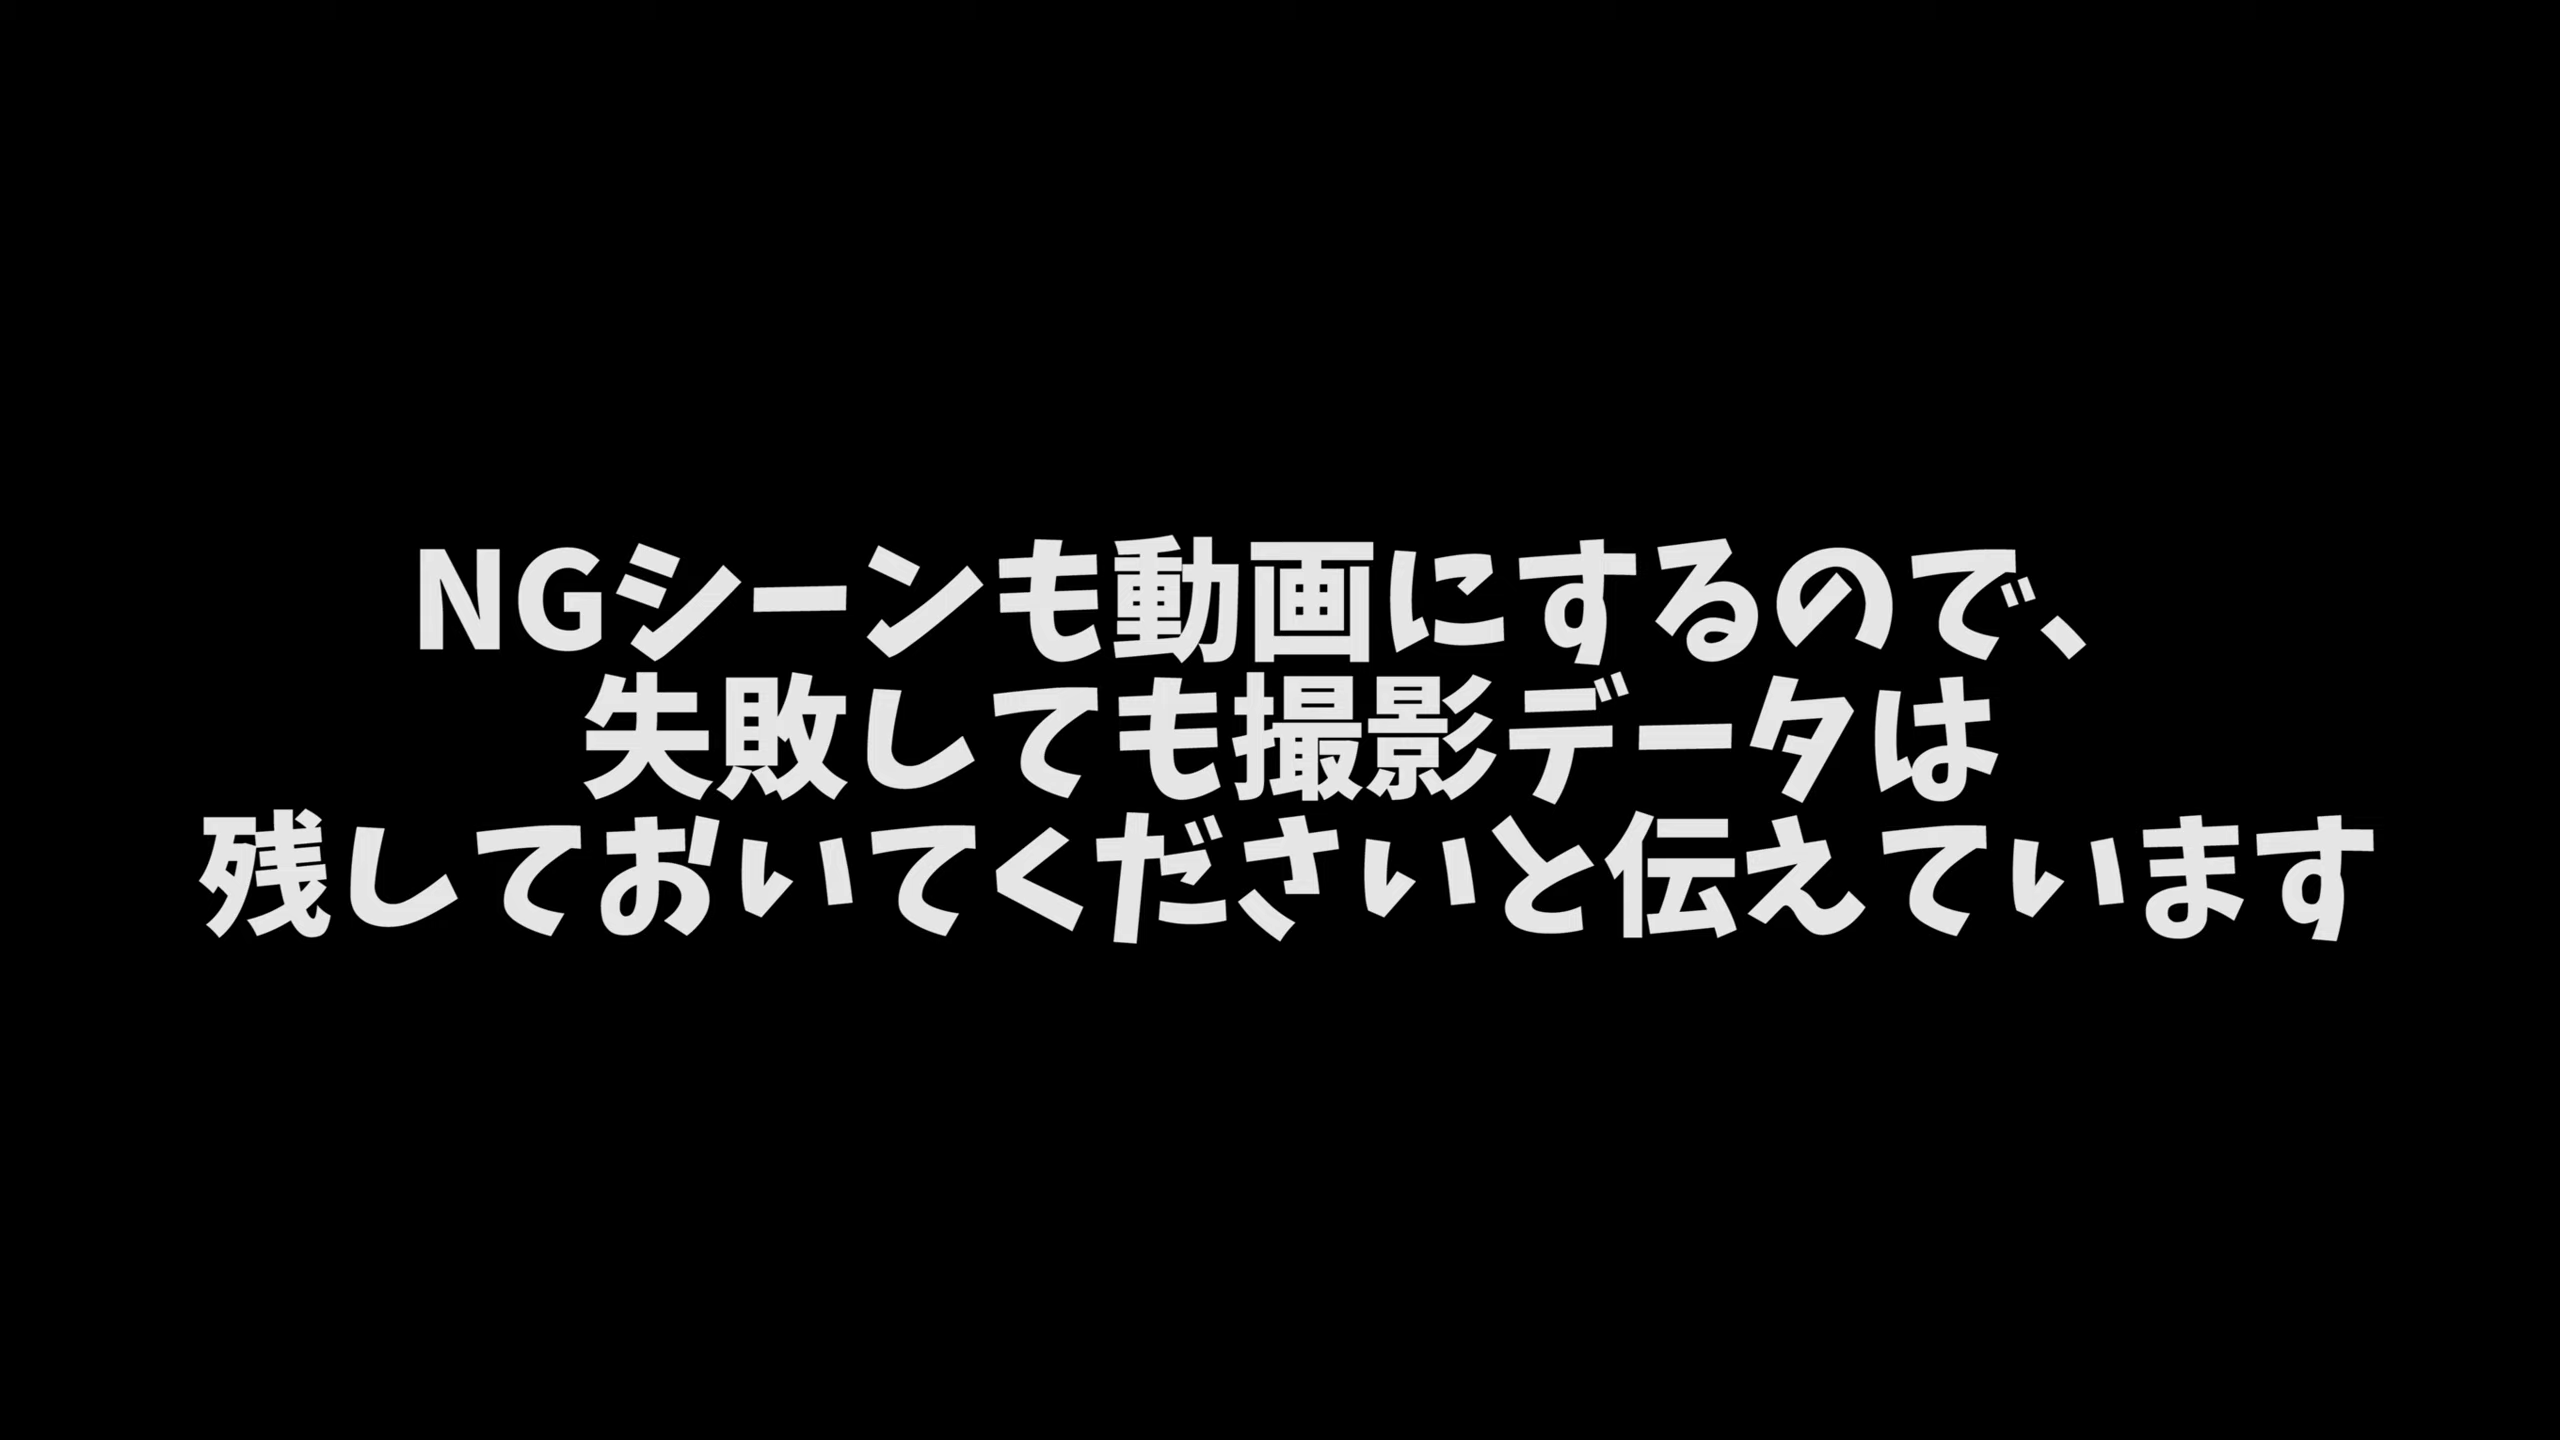 NGシーンも動画にするので、
失敗しても撮影データは
残しておいてくださいと伝えています